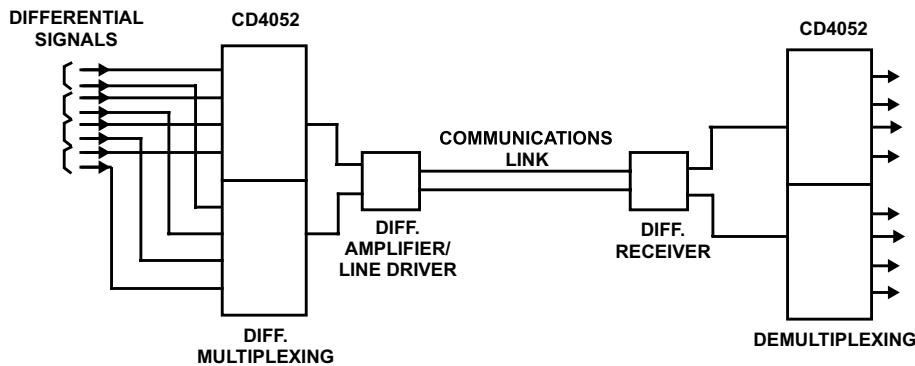 DIFFERENTIAL
SIGNALS
CD4052
CD4052
COMMUNICATIONS
LINK
DIFF.
AMPLIFIER/
LINE DRIVER
DIFF.
RECEIVER
DIFF.
MULTIPLEXING
DEMULTIPLEXING